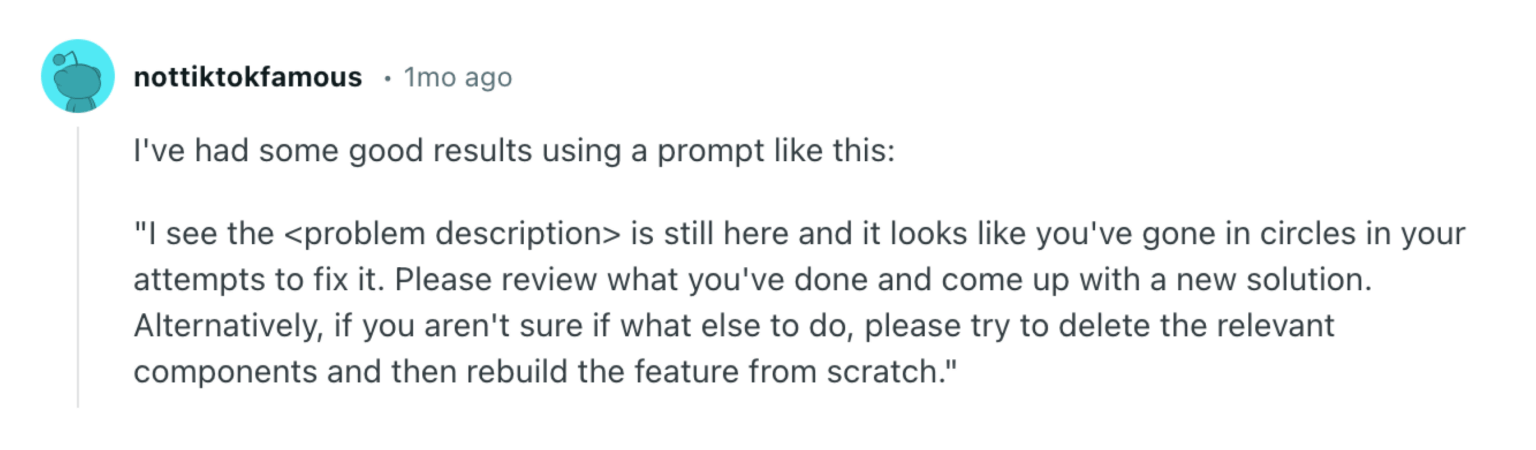 nottiktokfamous • 1mo ago
I've had some good results using a prompt like this:
"I see the <problem description> is still here and it looks like you've gone in circles in your
attempts to fix it. Please review what you've done and come up with a new solution.
Alternatively, if you aren't sure if what else to do, please try to delete the relevant
components and then rebuild the feature from scratch."